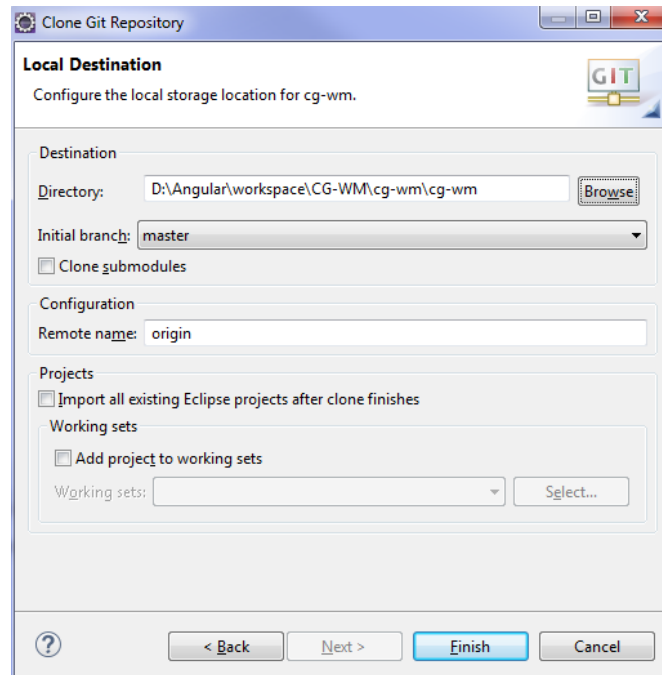 Clone Git Repository
Local Destination
Configure the local storage location for cg-wm.
GIT
Destination
Directory: D:\Angular\workspace\CG-WM\cg-wm\cg-wm Browse
Initial branch: master
Clone submodules
Configuration
Remote name: origin
Projects
Import all existing Eclipse projects after clone finishes
Working sets
Add project to working sets
Working sets: Select...
? < Back Next > Finish Cancel